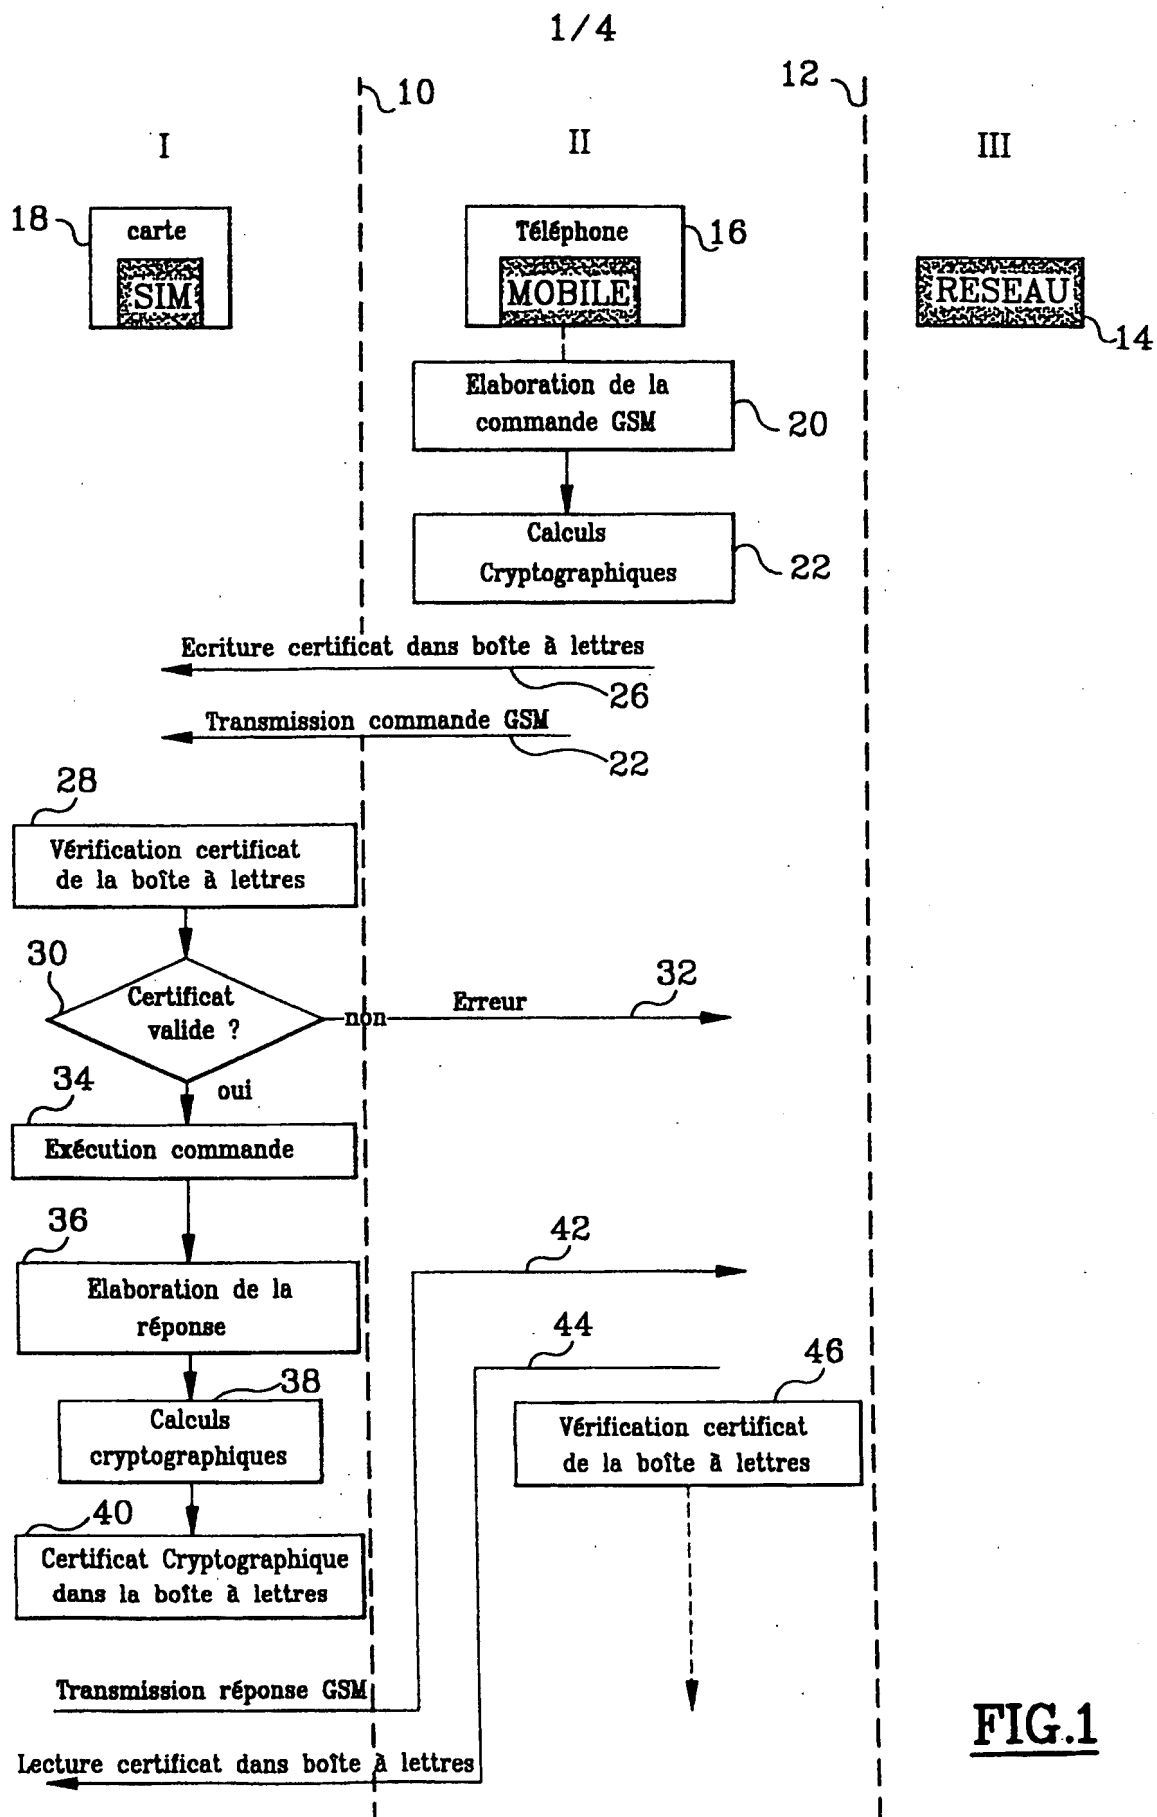 1/4
10
12
I
II
III
18
carte
SIM
Téléphone
MOBILE
16
RESEAU
14
Elaboration de la
commande GSM
20
Calculs
Cryptographiques
22
Ecriture certificat dans boîte à lettres
26
Transmission commande GSM
22
28
Vérification certificat
de la boîte à lettres
30
Certificat
valide ?
non
Erreur
32
oui
34
Exécution commande
36
Elaboration de la
réponse
42
44
38
Calculs
cryptographiques
46
Vérification certificat
de la boîte à lettres
40
Certificat Cryptographique
dans la boîte à lettres
Transmission réponse GSM
Lecture certificat dans boîte à lettres
FIG.1